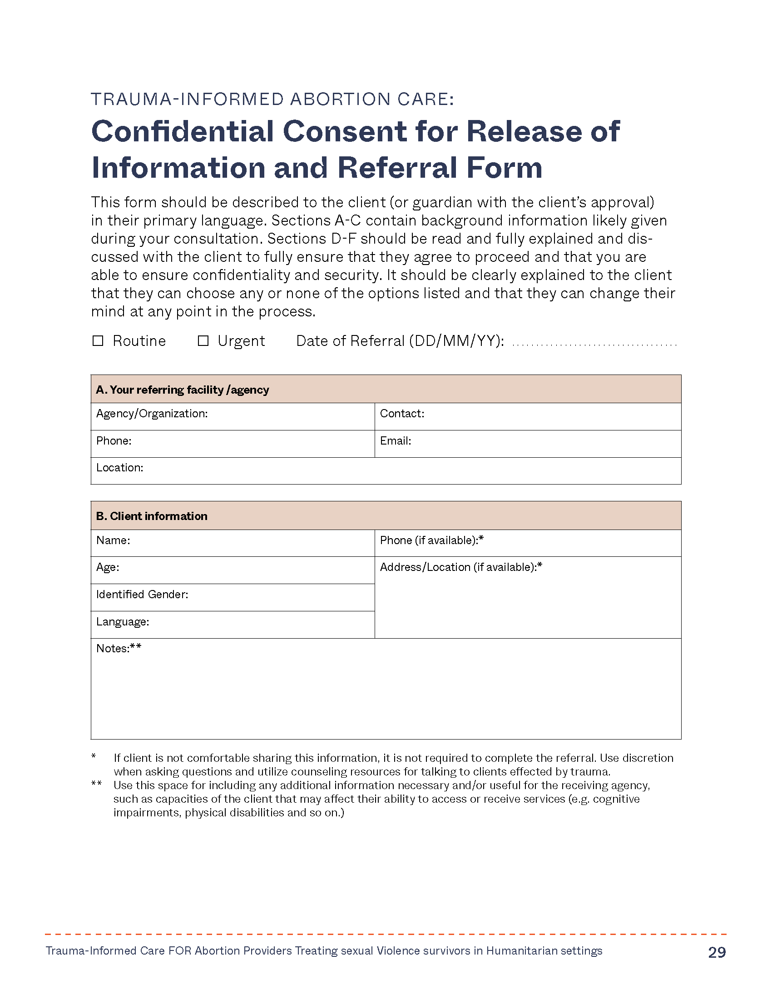 TRAUMA-INFORMED ABORTION CARE:
Confidential Consent for Release of
Information and Referral Form
This form should be described to the client (or guardian with the client’s approval)
in their primary language. Sections A-C contain background information likely given
during your consultation. Sections D-F should be read and fully explained and dis-
cussed with the client to fully ensure that they agree to proceed and that you are
able to ensure confidentiality and security. It should be clearly explained to the client
that they can choose any or none of the options listed and that they can change their
mind at any point in the process.
☐ Routine ☐ Urgent Date of Referral (DD/MM/YY): ...................................
A. Your referring facility /agency
Agency/Organization: Contact:
Phone: Email:
Location:
B. Client information
Name: Phone (if available):*
Age: Address/Location (if available):*
Identified Gender:
Language:
Notes:**
* If client is not comfortable sharing this information, it is not required to complete the referral. Use discretion
when asking questions and utilize counseling resources for talking to clients effected by trauma.
** Use this space for including any additional information necessary and/or useful for the receiving agency,
such as capacities of the client that may affect their ability to access or receive services (e.g. cognitive
impairments, physical disabilities and so on.)
Trauma-Informed Care FOR Abortion Providers Treating sexual Violence survivors in Humanitarian settings 29